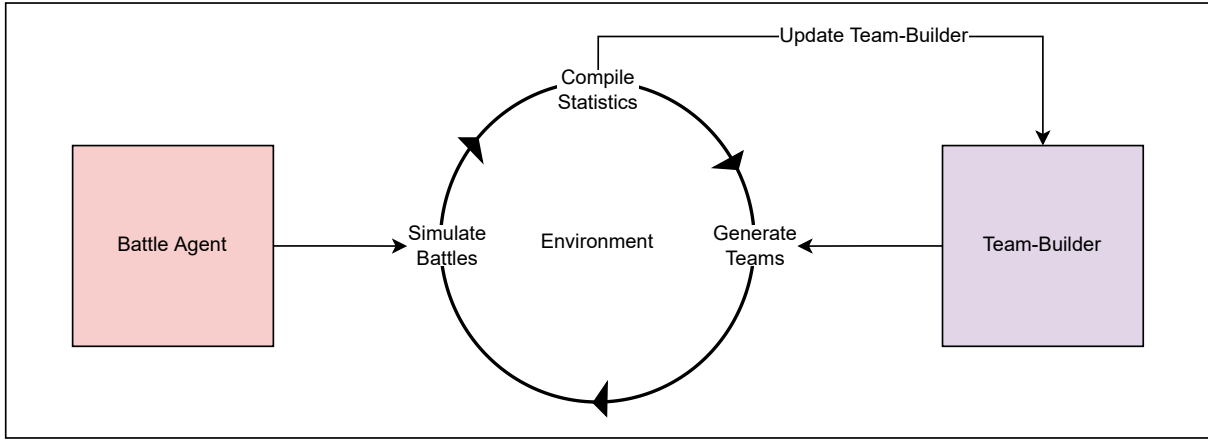 Update Team-Builder
Compile
Statistics
Battle Agent
Simulate
Battles
Environment
Generate
Teams
Team-Builder